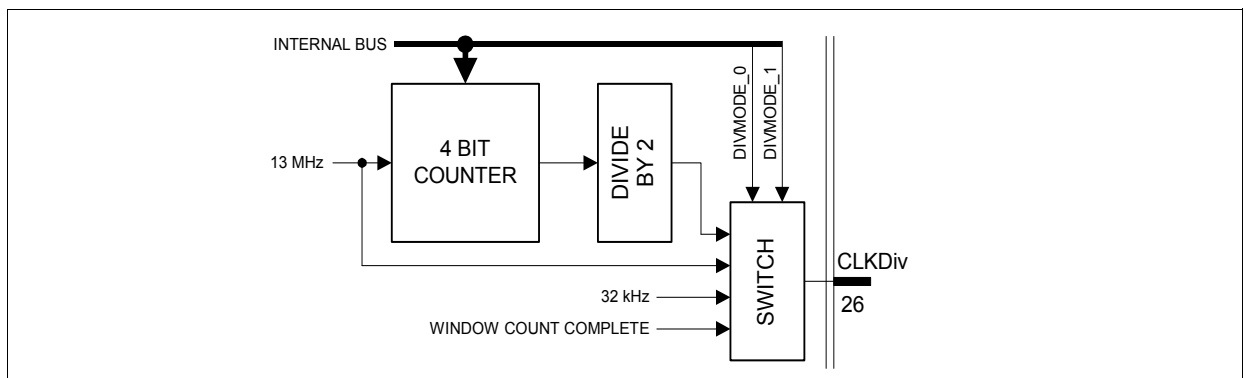 INTERNAL BUS
DIVMODE_0
DIVMODE_1
4 BIT
COUNTER
DIVIDE
BY 2
13 MHz
SWITCH
CLKDiv
26
32 kHz
WINDOW COUNT COMPLETE